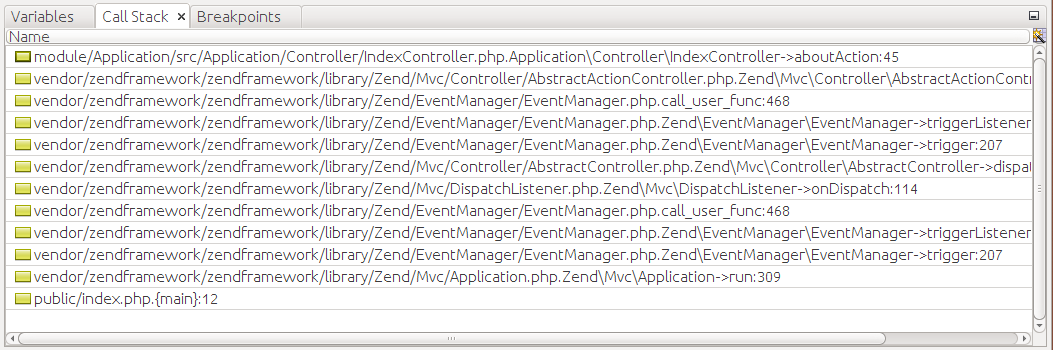 Variables Call Stack × Breakpoints
Name
module/Application/src/Application/Controller/IndexController.php.Application\Controller\IndexController->aboutAction:45
vendor/zendframework/zendframework/library/Zend/Mvc/Controller/AbstractActionController.php.Zend\Mvc\Controller\AbstractActionContr
vendor/zendframework/zendframework/library/Zend/EventManager/EventManager.php.call_user_func:468
vendor/zendframework/zendframework/library/Zend/EventManager/EventManager.php.Zend\EventManager\EventManager->triggerListener
vendor/zendframework/zendframework/library/Zend/EventManager/EventManager.php.Zend\EventManager\EventManager->trigger:207
vendor/zendframework/zendframework/library/Zend/Mvc/Controller/AbstractController.php.Zend\Mvc\Controller\AbstractController->dispat
vendor/zendframework/zendframework/library/Zend/Mvc/DispatchListener.php.Zend\Mvc\DispatchListener->onDispatch:114
vendor/zendframework/zendframework/library/Zend/EventManager/EventManager.php.call_user_func:468
vendor/zendframework/zendframework/library/Zend/EventManager/EventManager.php.Zend\EventManager\EventManager->triggerListener
vendor/zendframework/zendframework/library/Zend/EventManager/EventManager.php.Zend\EventManager\EventManager->trigger:207
vendor/zendframework/zendframework/library/Zend/Mvc/Application.php.Zend\Mvc\Application->run:309
public/index.php.{main}:12